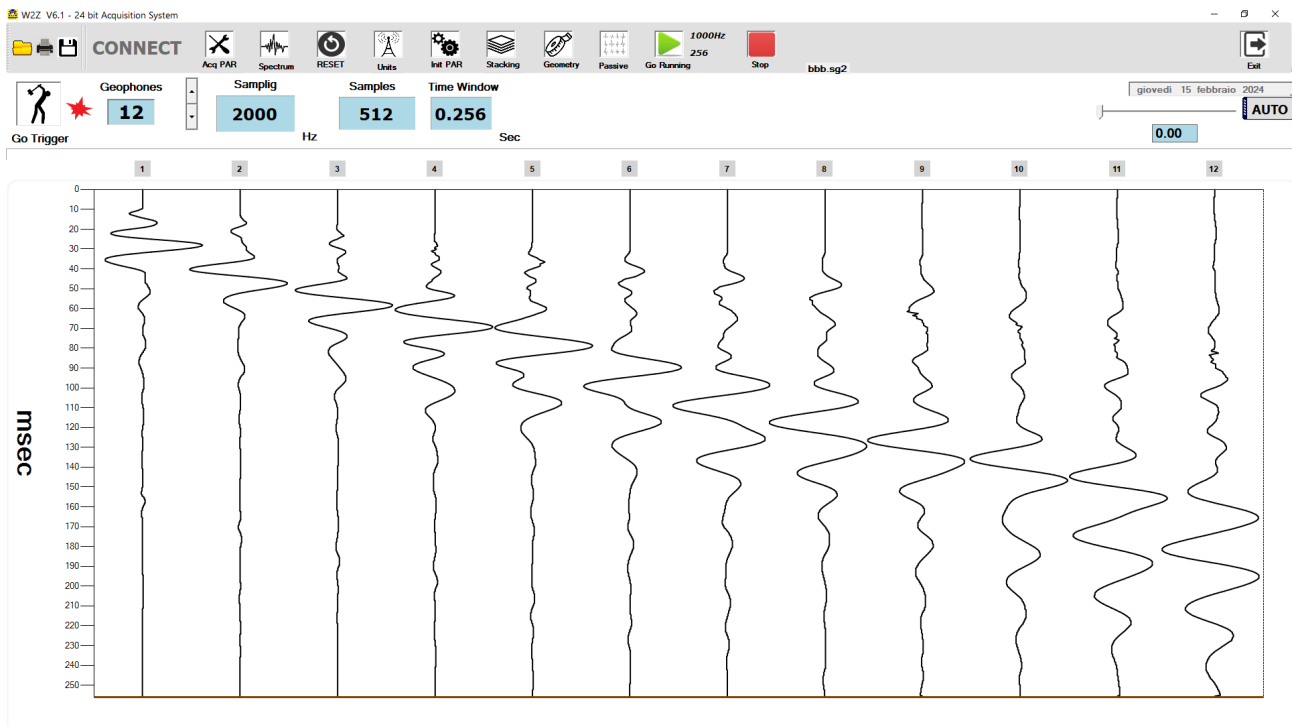 W2Z V6.1 - 24 bit Acquisition System
CONNECT
Acq PAR
Spectrum
RESET
Units
Init PAR
Stacking
Geometry
Passive
Go Running
1000Hz
256
Stop
bbb.sg2
Exit
Go Trigger
Geophones
12
Samplig
2000
Hz
Samples
512
Time Window
0.256
Sec
giovedì 15 febbraio 2024
AUTO
0.00
1 2 3 4 5 6 7 8 9 10 11 12
msec
0
10
20
30
40
50
60
70
80
90
100
110
120
130
140
150
160
170
180
190
200
210
220
230
240
250